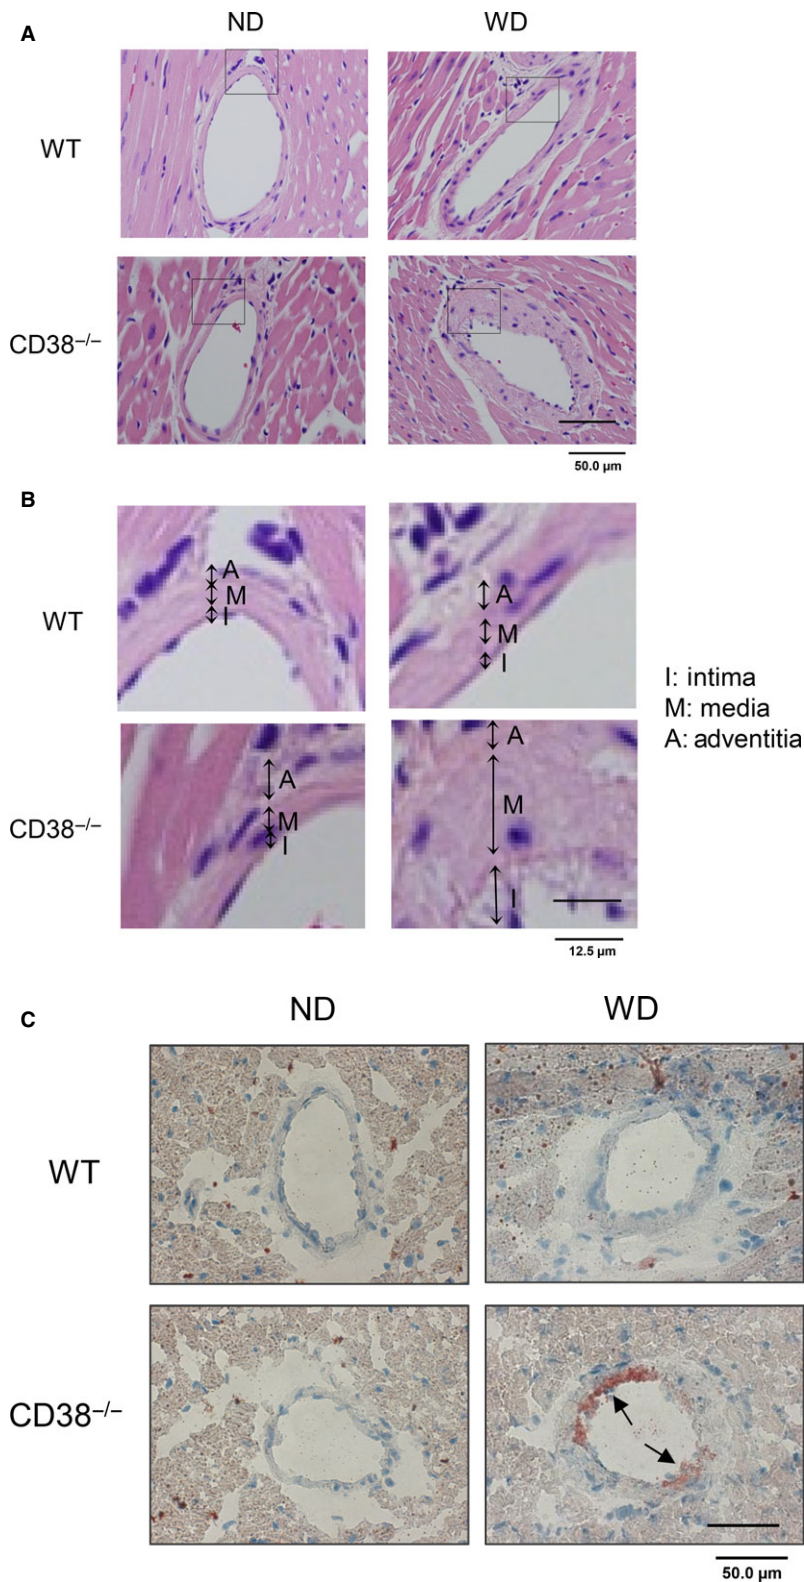 A
ND
WD
WT
CD38−/−
50.0 µm
B
WT
A
M
I
A
M
I
I: intima
M: media
A: adventitia
CD38−/−
A
M
I
A
M
I
12.5 µm
C
ND
WD
WT
CD38−/−
50.0 µm